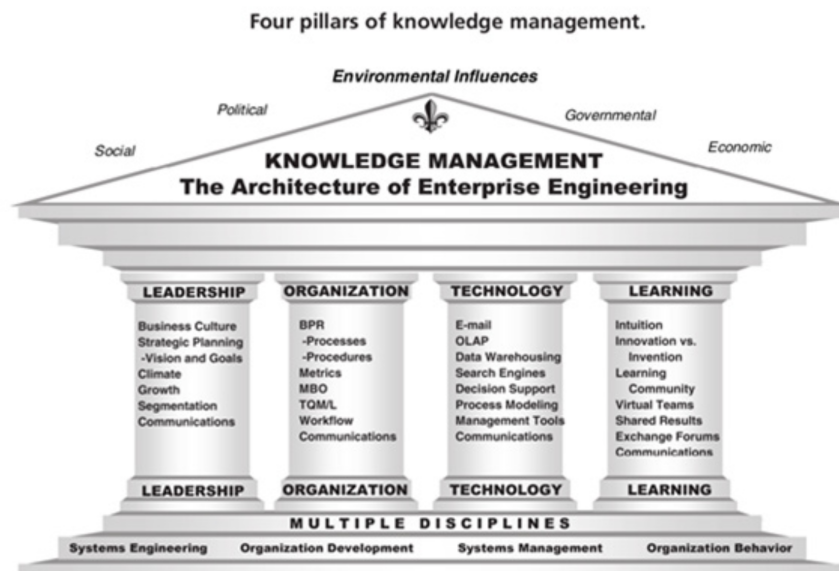 Four pillars of knowledge management.
Environmental Influences
Political
Governmental
Social
Economic
KNOWLEDGE MANAGEMENT
The Architecture of Enterprise Engineering
LEADERSHIP
Business Culture
Strategic Planning
-Vision and Goals
Climate
Growth
Segmentation
Communications
LEADERSHIP
ORGANIZATION
BPR
-Processes
-Procedures
Metrics
MBO
TQM/L
Workflow
Communications
ORGANIZATION
TECHNOLOGY
E-mail
OLAP
Data Warehousing
Search Engines
Decision Support
Process Modeling
Management Tools
Communications
TECHNOLOGY
LEARNING
Intuition
Innovation vs.
Invention
Learning
Community
Virtual Teams
Shared Results
Exchange Forums
Communications
LEARNING
MULTIPLE DISCIPLINES
Systems Engineering Organization Development Systems Management Organization Behavior